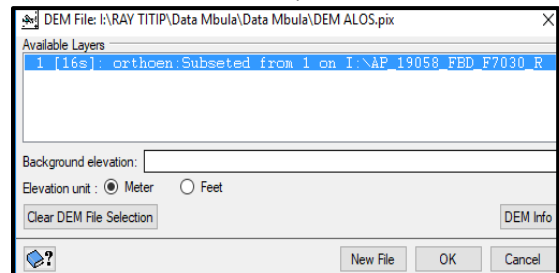 DEM File: I:\RAY TITIP\Data Mbula\Data Mbula\DEM ALOS.pix
Available Layers
1 [16s]: orthoen:Subseted from 1 on I:\AP_19058_FBD_F7030_R
Background elevation:
Elevation unit : Meter Feet
Clear DEM File Selection DEM Info
? New File OK Cancel